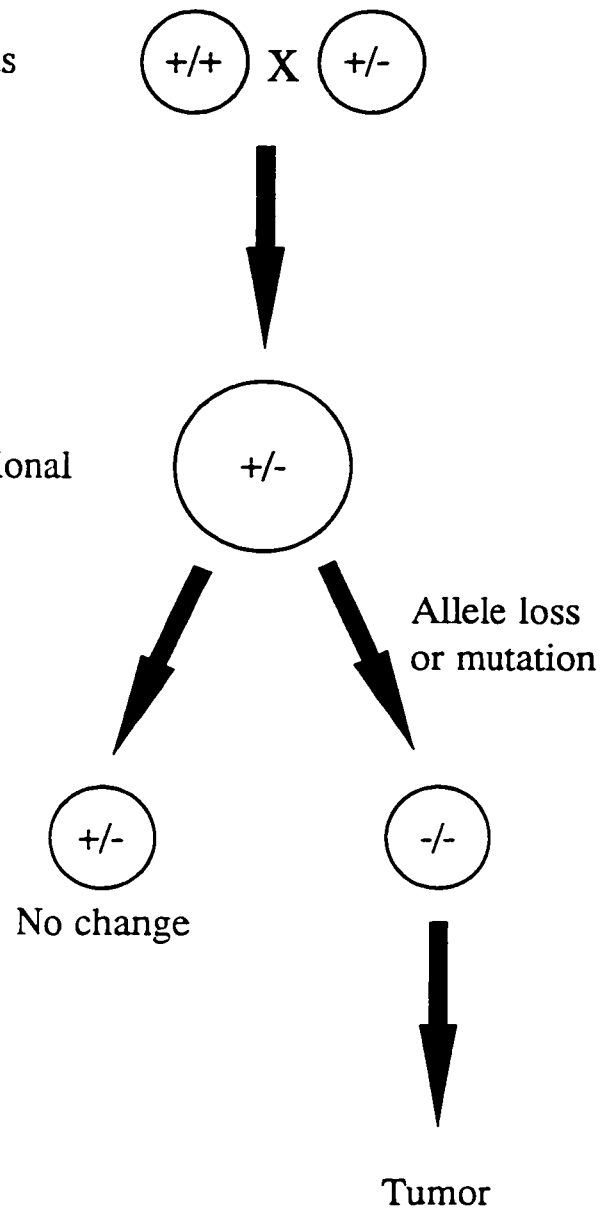 +/+ X +/-
+/-
Allele loss
or mutation
+/-
-/-
No change
Tumor